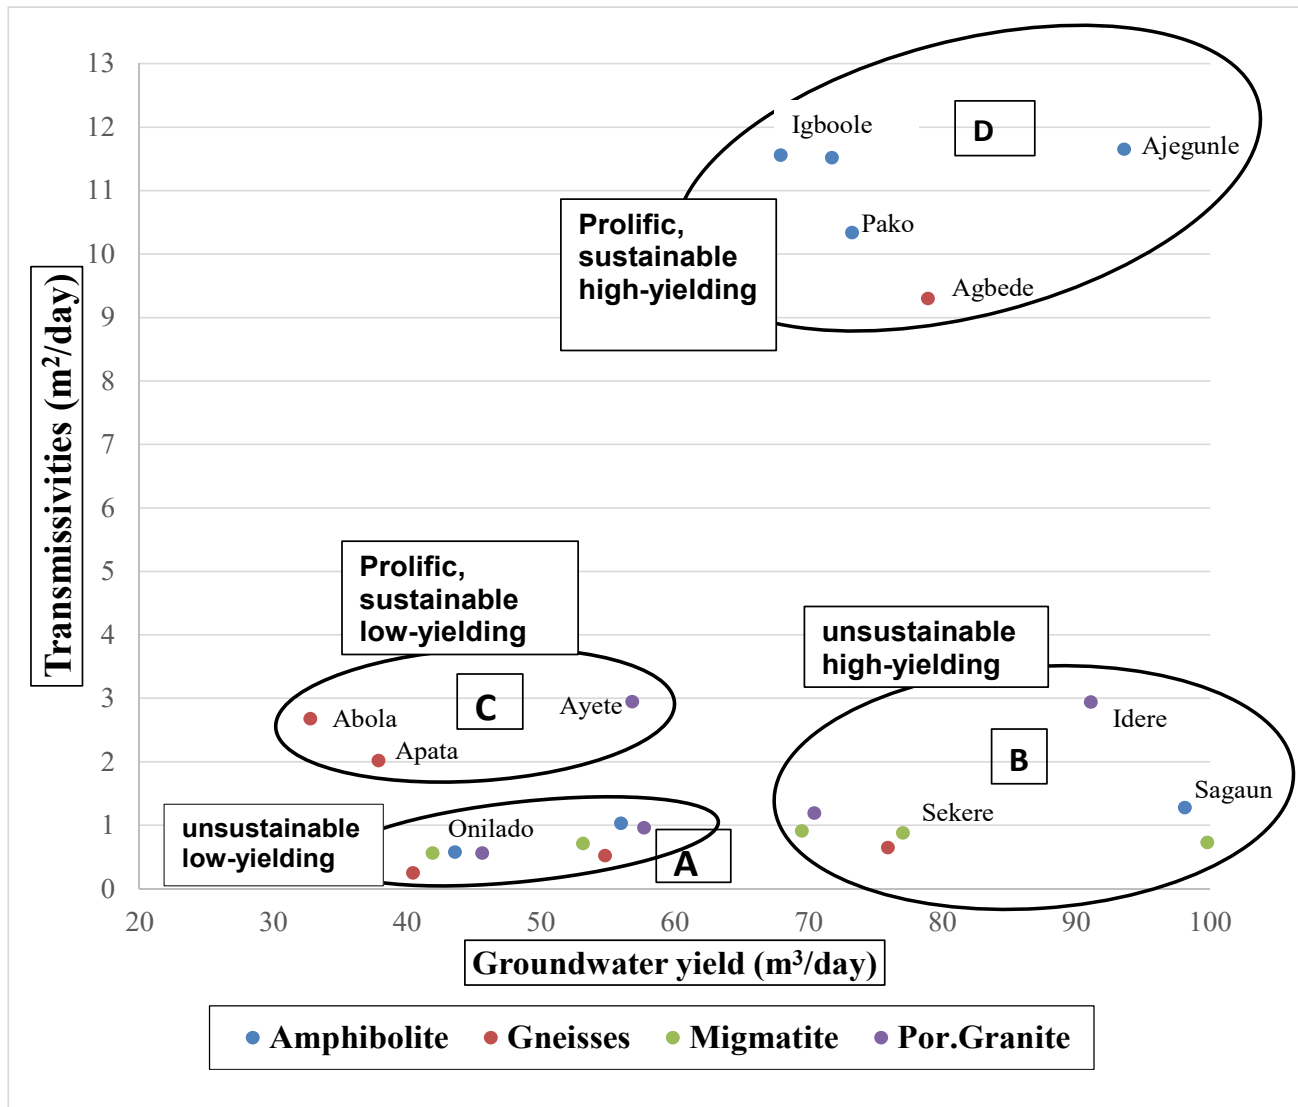 13
12
11
10
9
8
7
6
5
4
3
2
1
0
Transmissivities (m²/day)
Igboole
D
Ajegunle
Pako
Agbede
Prolific,
sustainable
high-yielding
Prolific,
sustainable
low-yielding
unsustainable
high-yielding
C
Ayete
Abola
Apata
B
Idere
Sagaun
Sekere
unsustainable
low-yielding
Onilado
A
20 30 40 50 60 70 80 90 100
Groundwater yield (m³/day)
Amphibolite Gneisses Migmatite Por.Granite